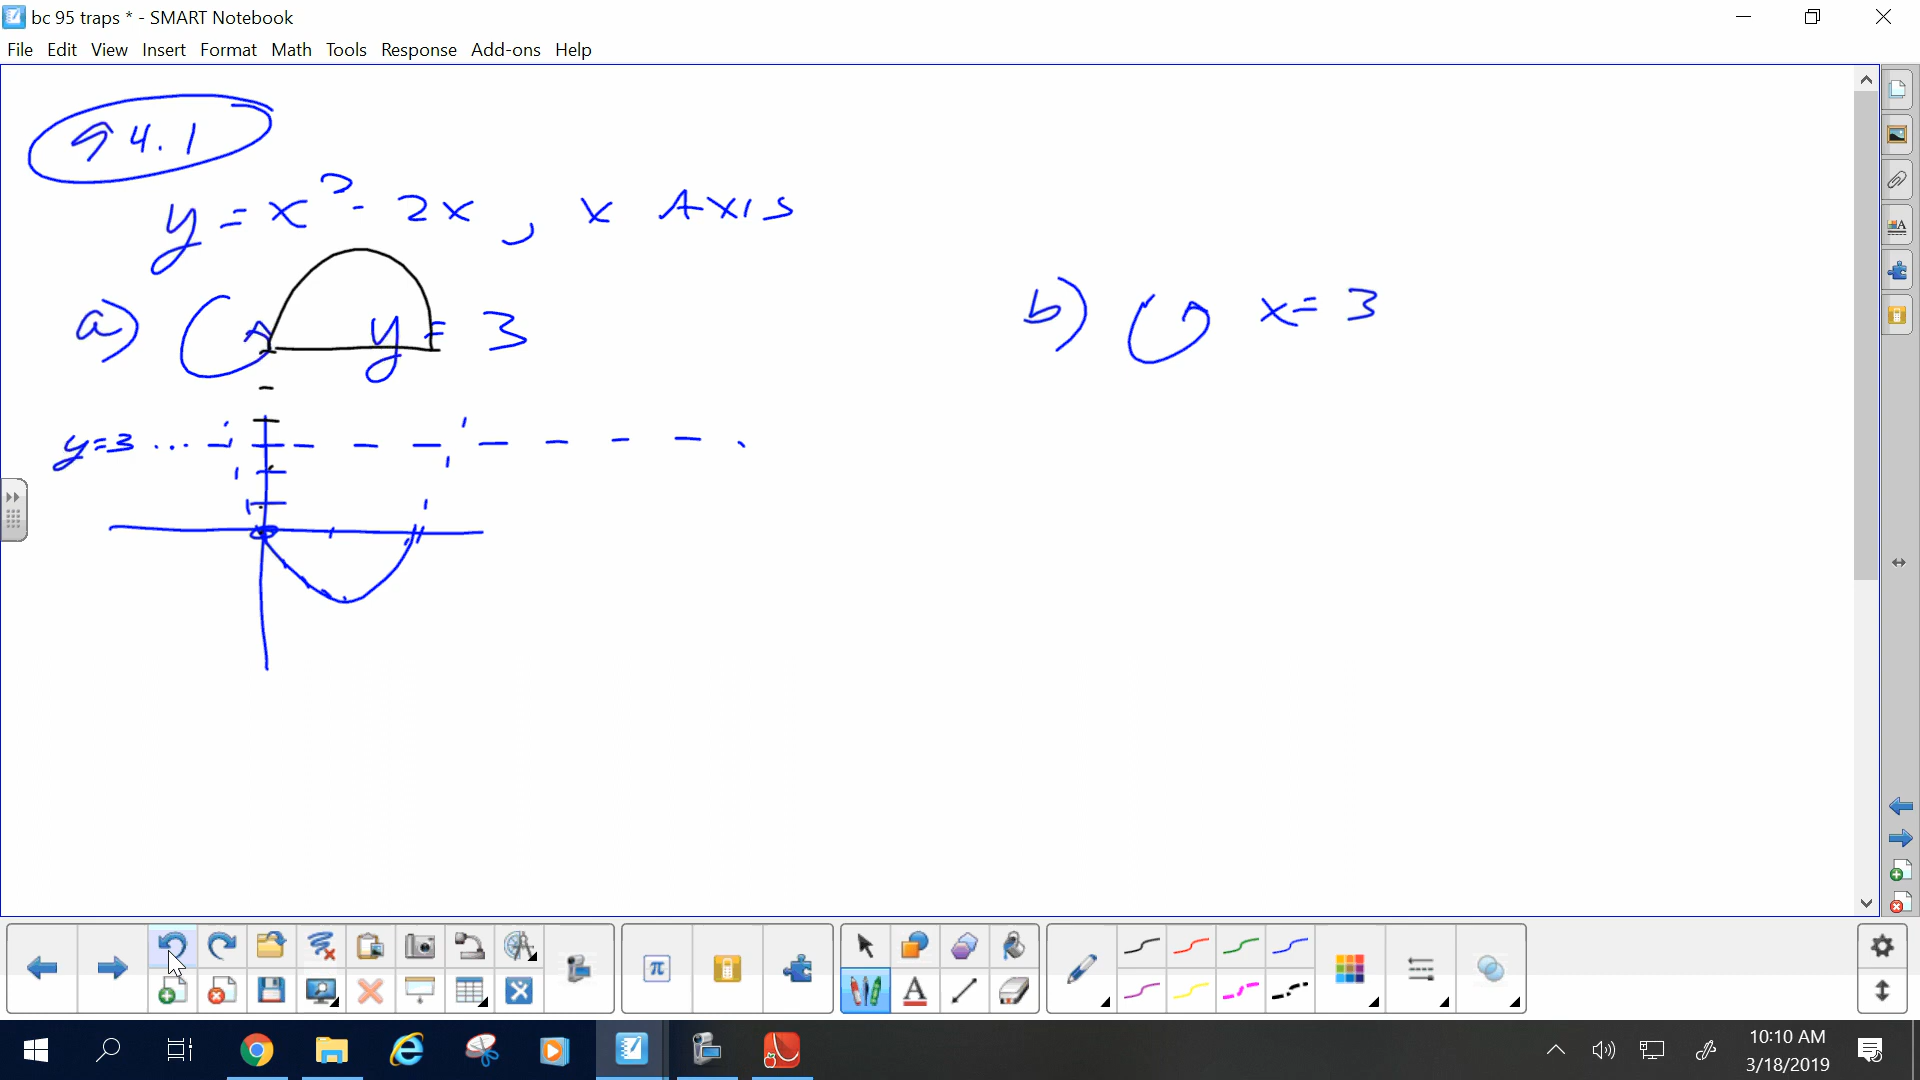 bc 95 traps * - SMART Notebook
File Edit View Insert Format Math Tools Response Add-ons Help
94.1
y = x² - 2x , x AxIS
a) y = 3
b) x = 3
y=3
10:10 AM
3/18/2019